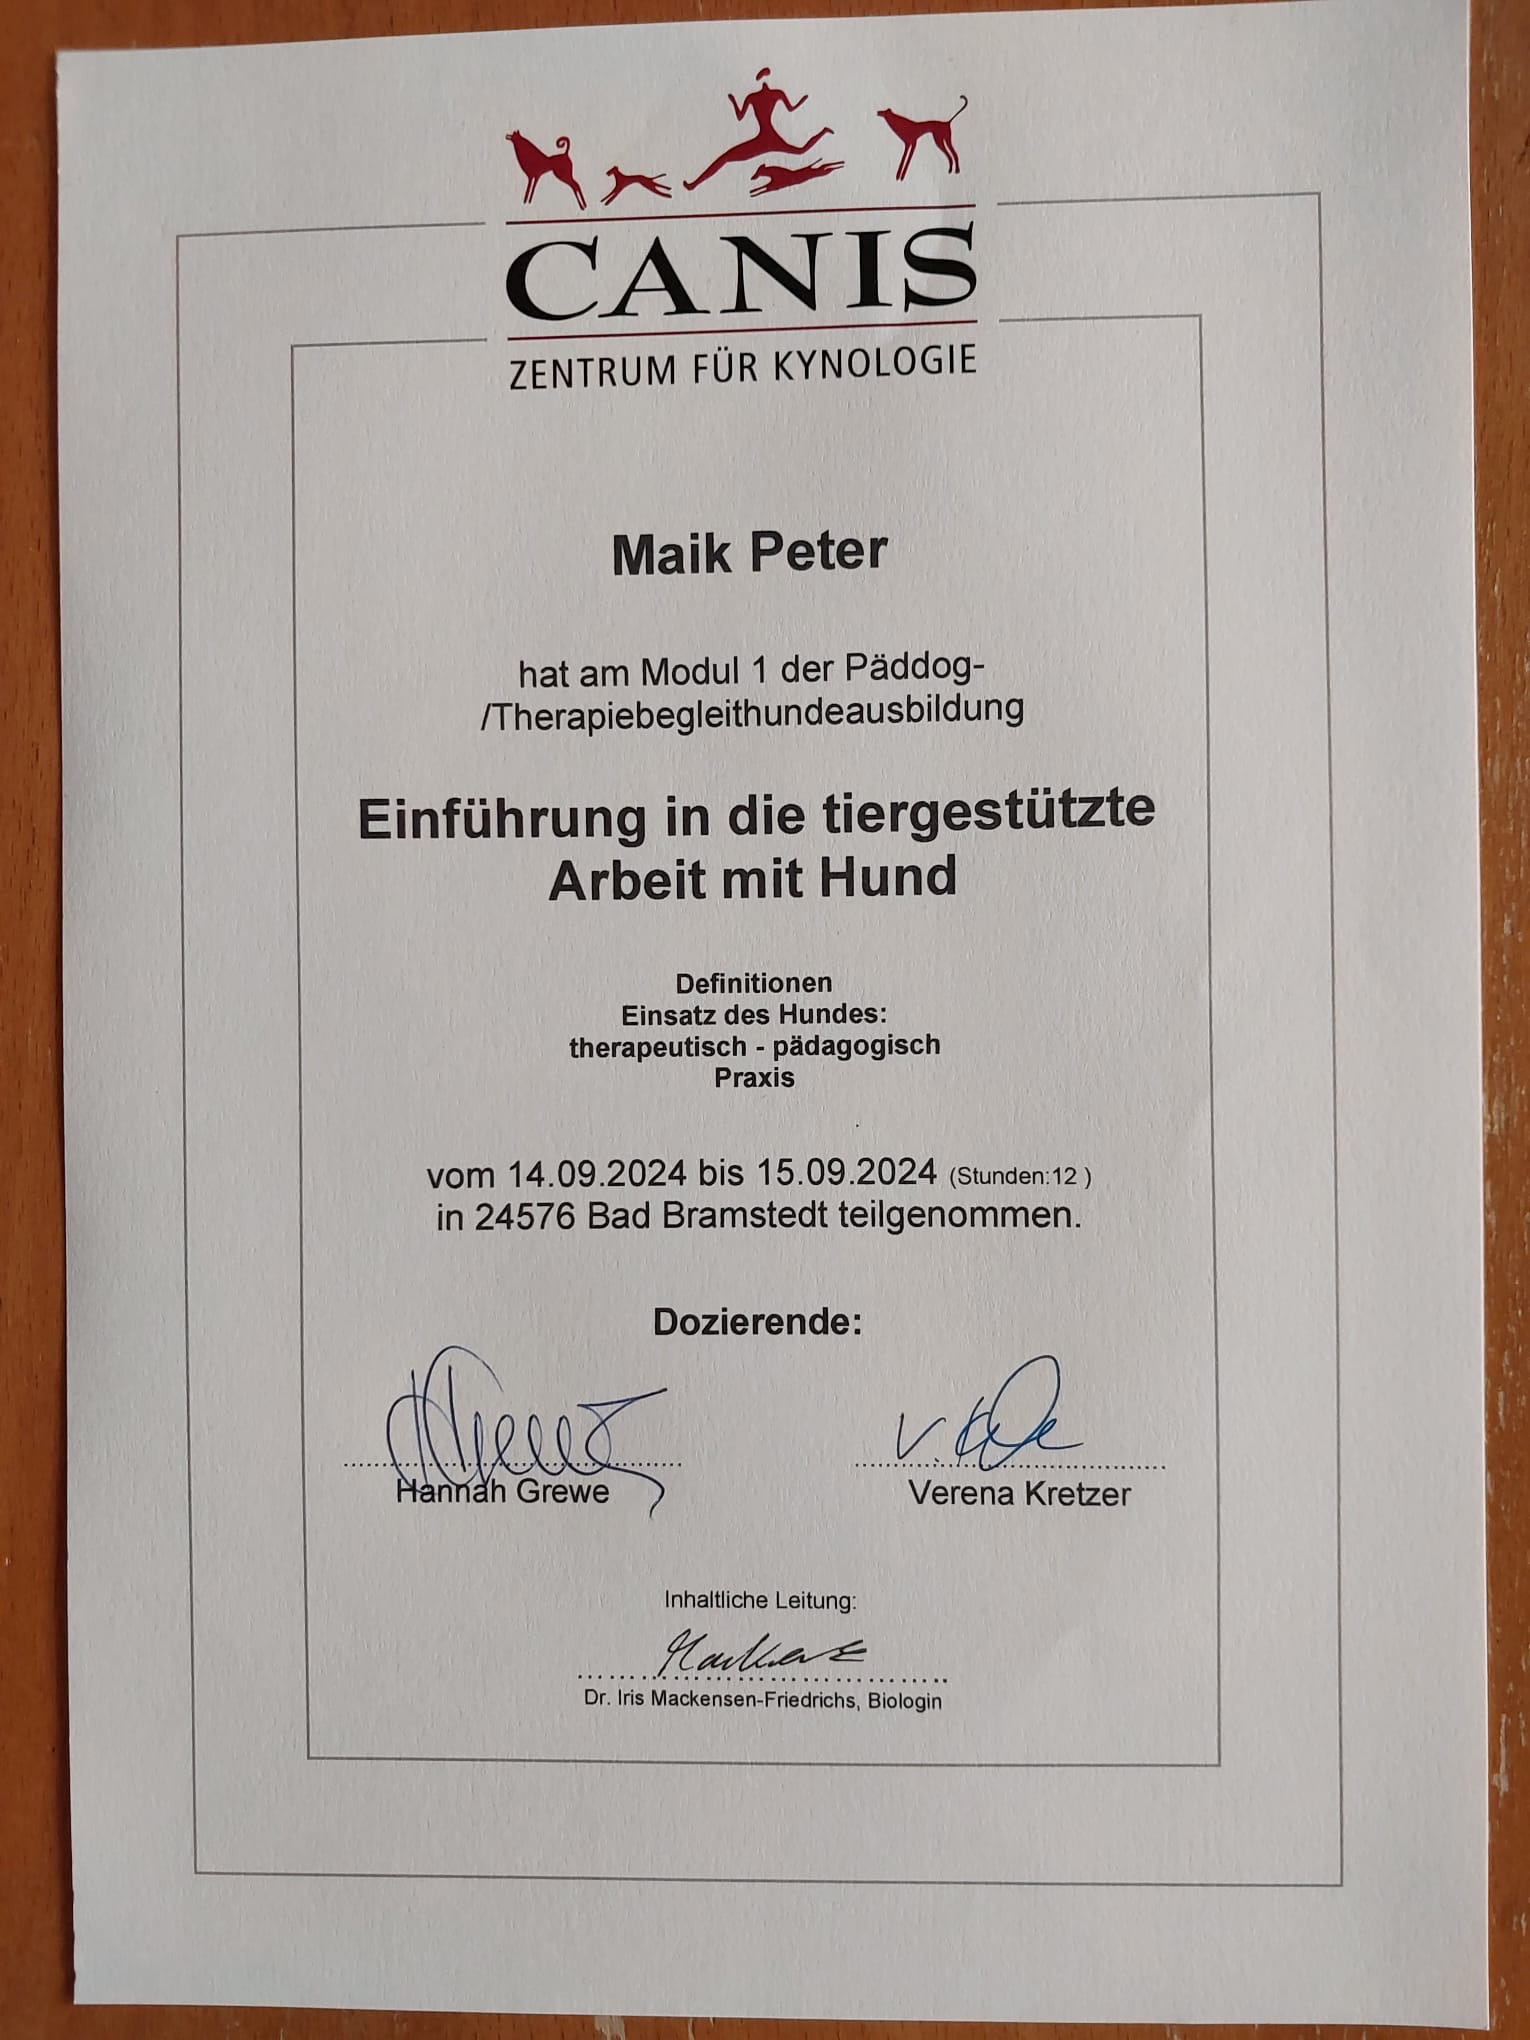 CANIS
ZENTRUM FÜR KYNOLOGIE
Maik Peter
hat am Modul 1 der Päddog-
/Therapiebegleithundeausbildung
Einführung in die tiergestützte
Arbeit mit Hund
Definitionen
Einsatz des Hundes:
therapeutisch - pädagogisch
Praxis
vom 14.09.2024 bis 15.09.2024 (Stunden:12 )
in 24576 Bad Bramstedt teilgenommen.
Dozierende:
Hannah Grewe
Verena Kretzer
Inhaltliche Leitung:
Dr. Iris Mackensen-Friedrichs, Biologin